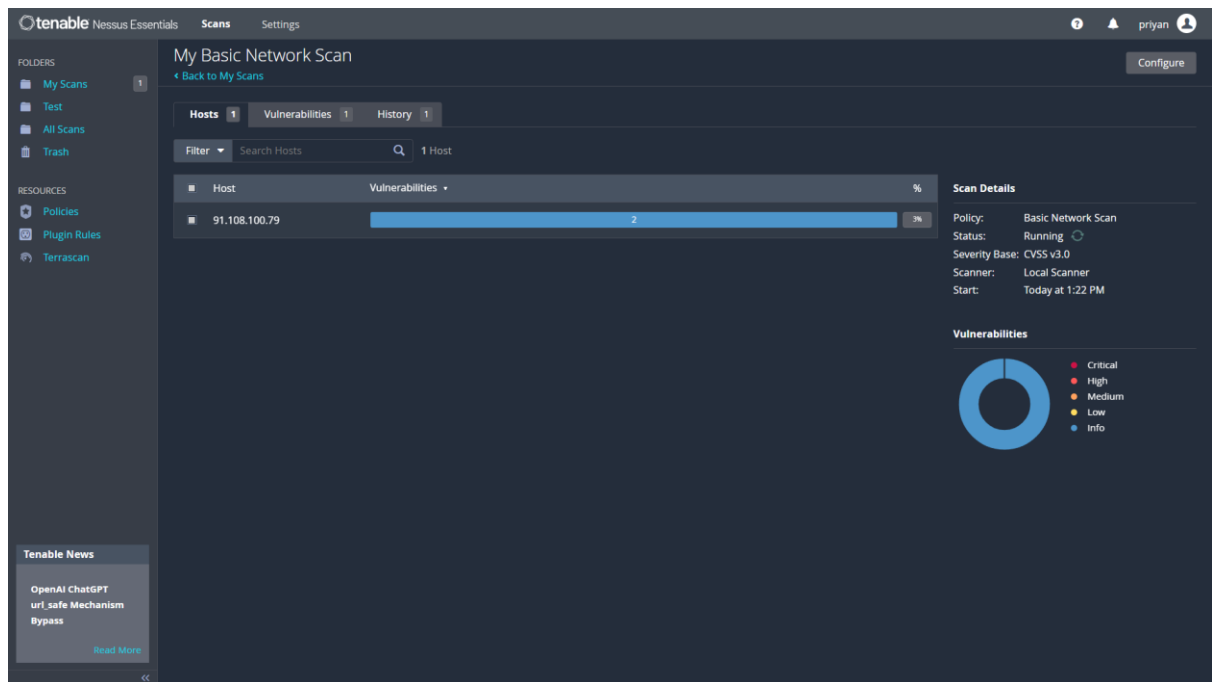 tenable Nessus Essentials
Scans
Settings
priyan
FOLDERS
My Scans 1
Test
All Scans
Trash
RESOURCES
Policies
Plugin Rules
Terrascan
Tenable News
OpenAI ChatGPT
url_safe Mechanism
Bypass
Read More
My Basic Network Scan
Back to My Scans
Configure
Hosts 1
Vulnerabilities 1
History 1
Filter
Search Hosts
1 Host
Host Vulnerabilities %
91.108.100.79 2 3%
Scan Details
Policy: Basic Network Scan
Status: Running
Severity Base: CVSS v3.0
Scanner: Local Scanner
Start: Today at 1:22 PM
Vulnerabilities
Critical
High
Medium
Low
Info